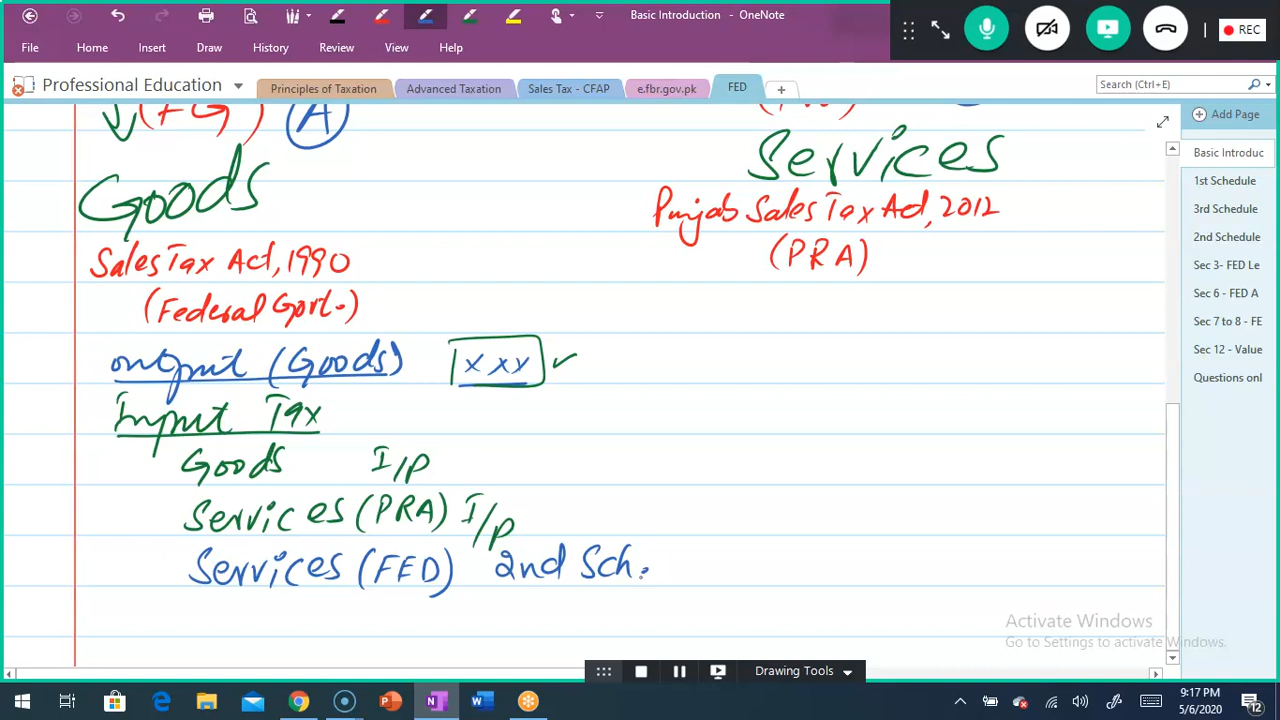 Basic Introduction - OneNote
REC
File Home Insert Draw History Review View Help
Professional Education
Principles of Taxation Advanced Taxation Sales Tax - CFAP e.fbr.gov.pk FED
Search (Ctrl+E)
Add Page
Basic Introduc
1st Schedule
3rd Schedule
2nd Schedule
Sec 3- FED Le
Sec 6 - FED A
Sec 7 to 8 - FE
Sec 12 - Value
Questions onl
(FG) A
Goods
Sales Tax Act, 1990
(Federal Govt.)
Services
Punjab Sales Tax Act, 2012
(PRA)
output (Goods) xxx
Input Tax
Goods I/p
Services (PRA) I/p
Services (FED) 2nd Sch.
Activate Windows
Go to Settings to activate Windows.
Drawing Tools
9:17 PM
5/6/2020
12